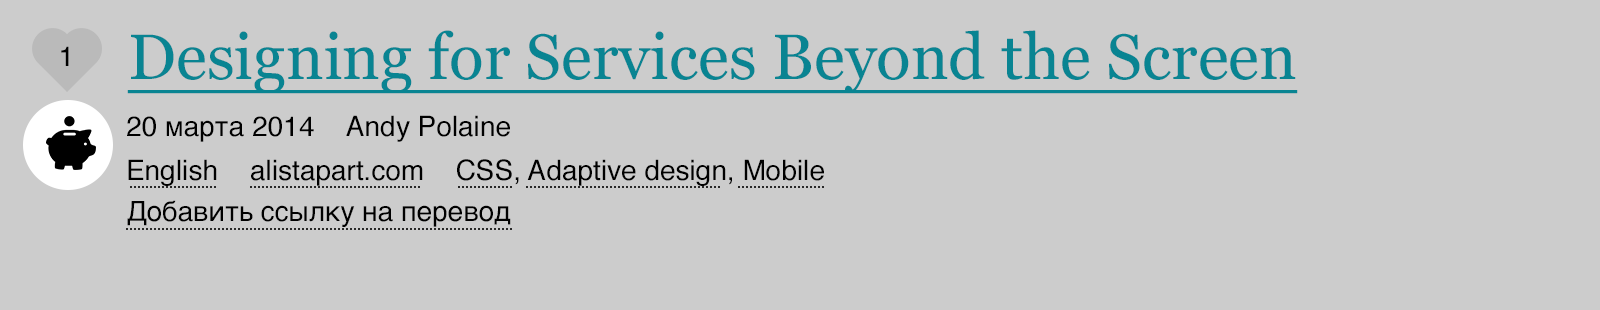 1 Designing for Services Beyond the Screen
20 марта 2014 Andy Polaine
English alistapart.com CSS, Adaptive design, Mobile
Добавить ссылку на перевод